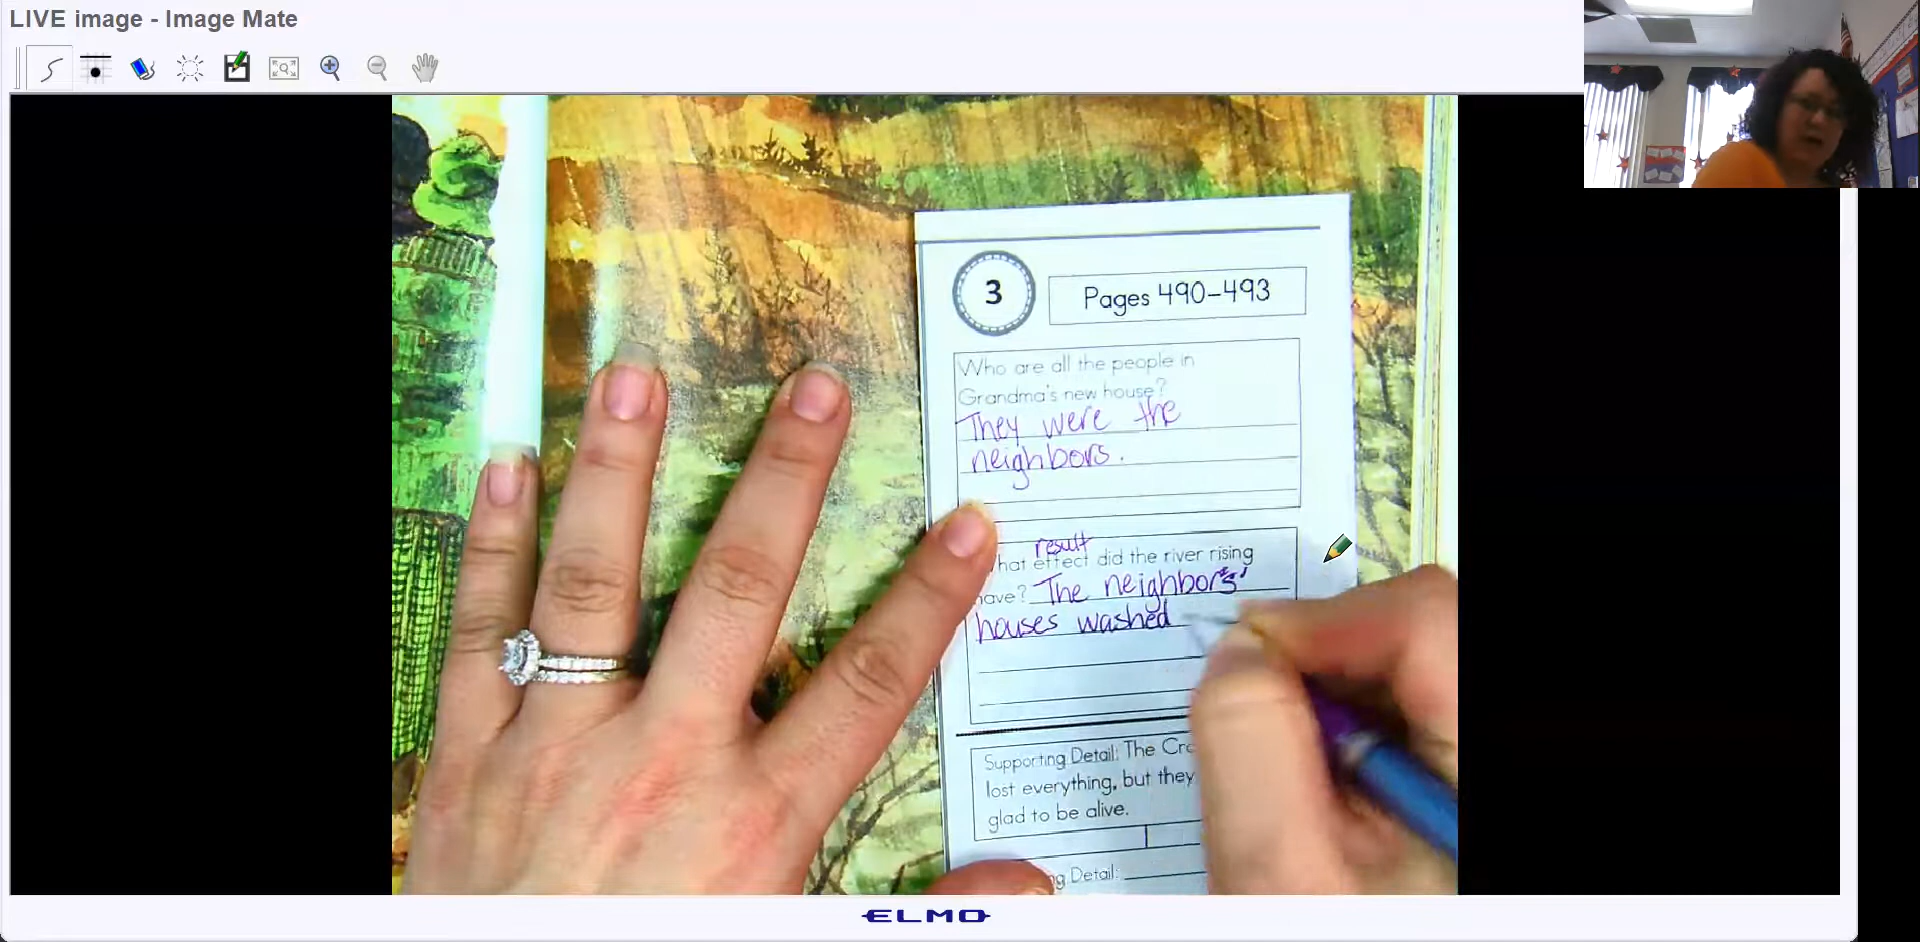 LIVE image - Image Mate
3
Pages 490-493
Who are all the people in
Grandma's new house?
They were the
neighbors.
result
hat effect did the river rising
have? The neighbors'
houses washed
Supporting Detail: The
lost everything, but they
glad to be alive.
Detail:
ELMO